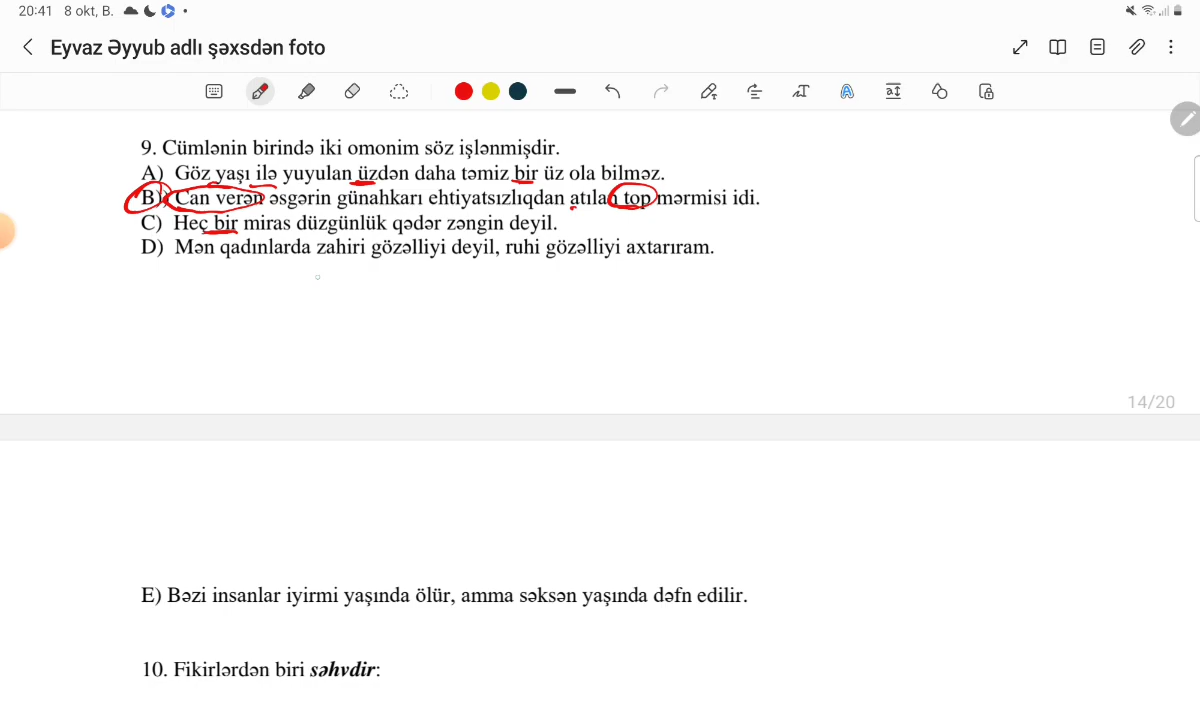 20:41 8 okt, B.
Eyvaz Əyyub adlı şəxsdən foto
9. Cümlənin birində iki omonim söz işlənmişdir.
A) Göz yaşı ilə yuyulan üzdən daha təmiz bir üz ola bilməz.
B) Can verən əsgərin günahkarı ehtiyatsızlıqdan atılan top mərmisi idi.
C) Heç bir miras düzgünlük qədər zəngin deyil.
D) Mən qadınlarda zahiri gözəlliyi deyil, ruhi gözəlliyi axtarıram.
14/20
E) Bəzi insanlar iyirmi yaşında ölür, amma səksən yaşında dəfn edilir.
10. Fikirlərdən biri səhvdir: